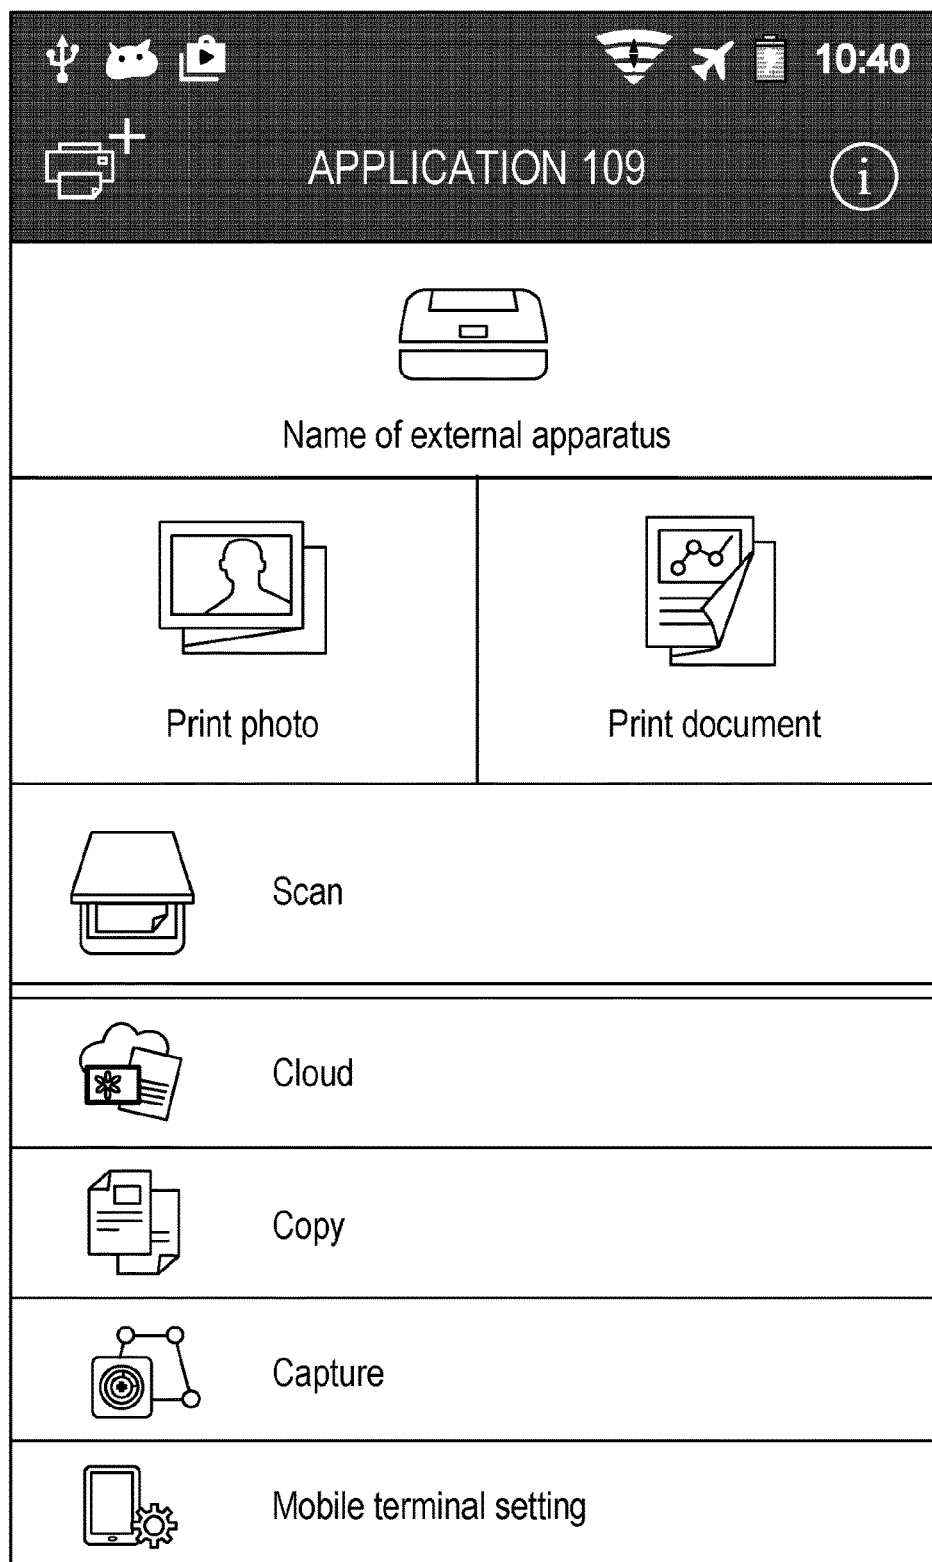 10:40
APPLICATION 109
i
Name of external apparatus
Print photo
Print document
Scan
Cloud
Copy
Capture
Mobile terminal setting